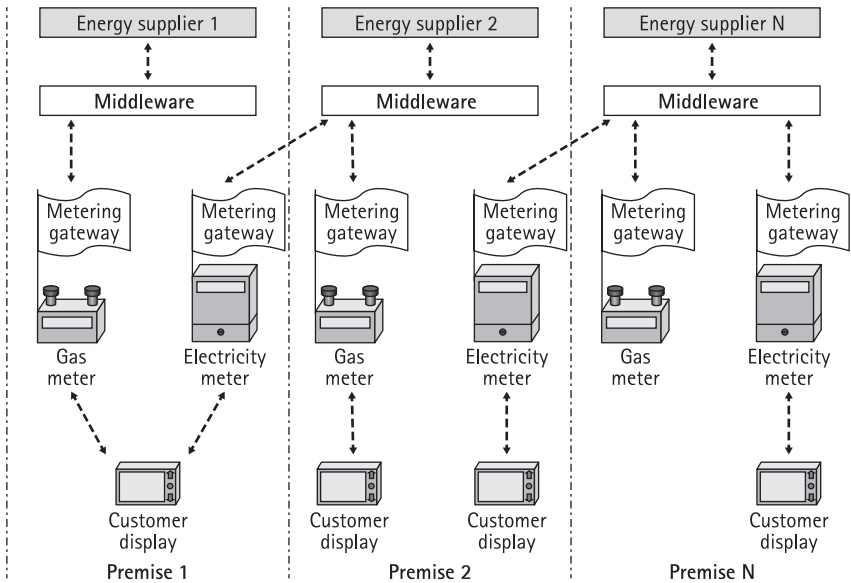 Energy supplier 1
Energy supplier 2
Energy supplier N
Middleware
Middleware
Middleware
Metering
gateway
Metering
gateway
Metering
gateway
Metering
gateway
Metering
gateway
Metering
gateway
Gas
meter
Electricity
meter
Gas
meter
Electricity
meter
Gas
meter
Electricity
meter
Customer
display
Customer
display
Customer
display
Customer
display
Premise 1
Premise 2
Premise N